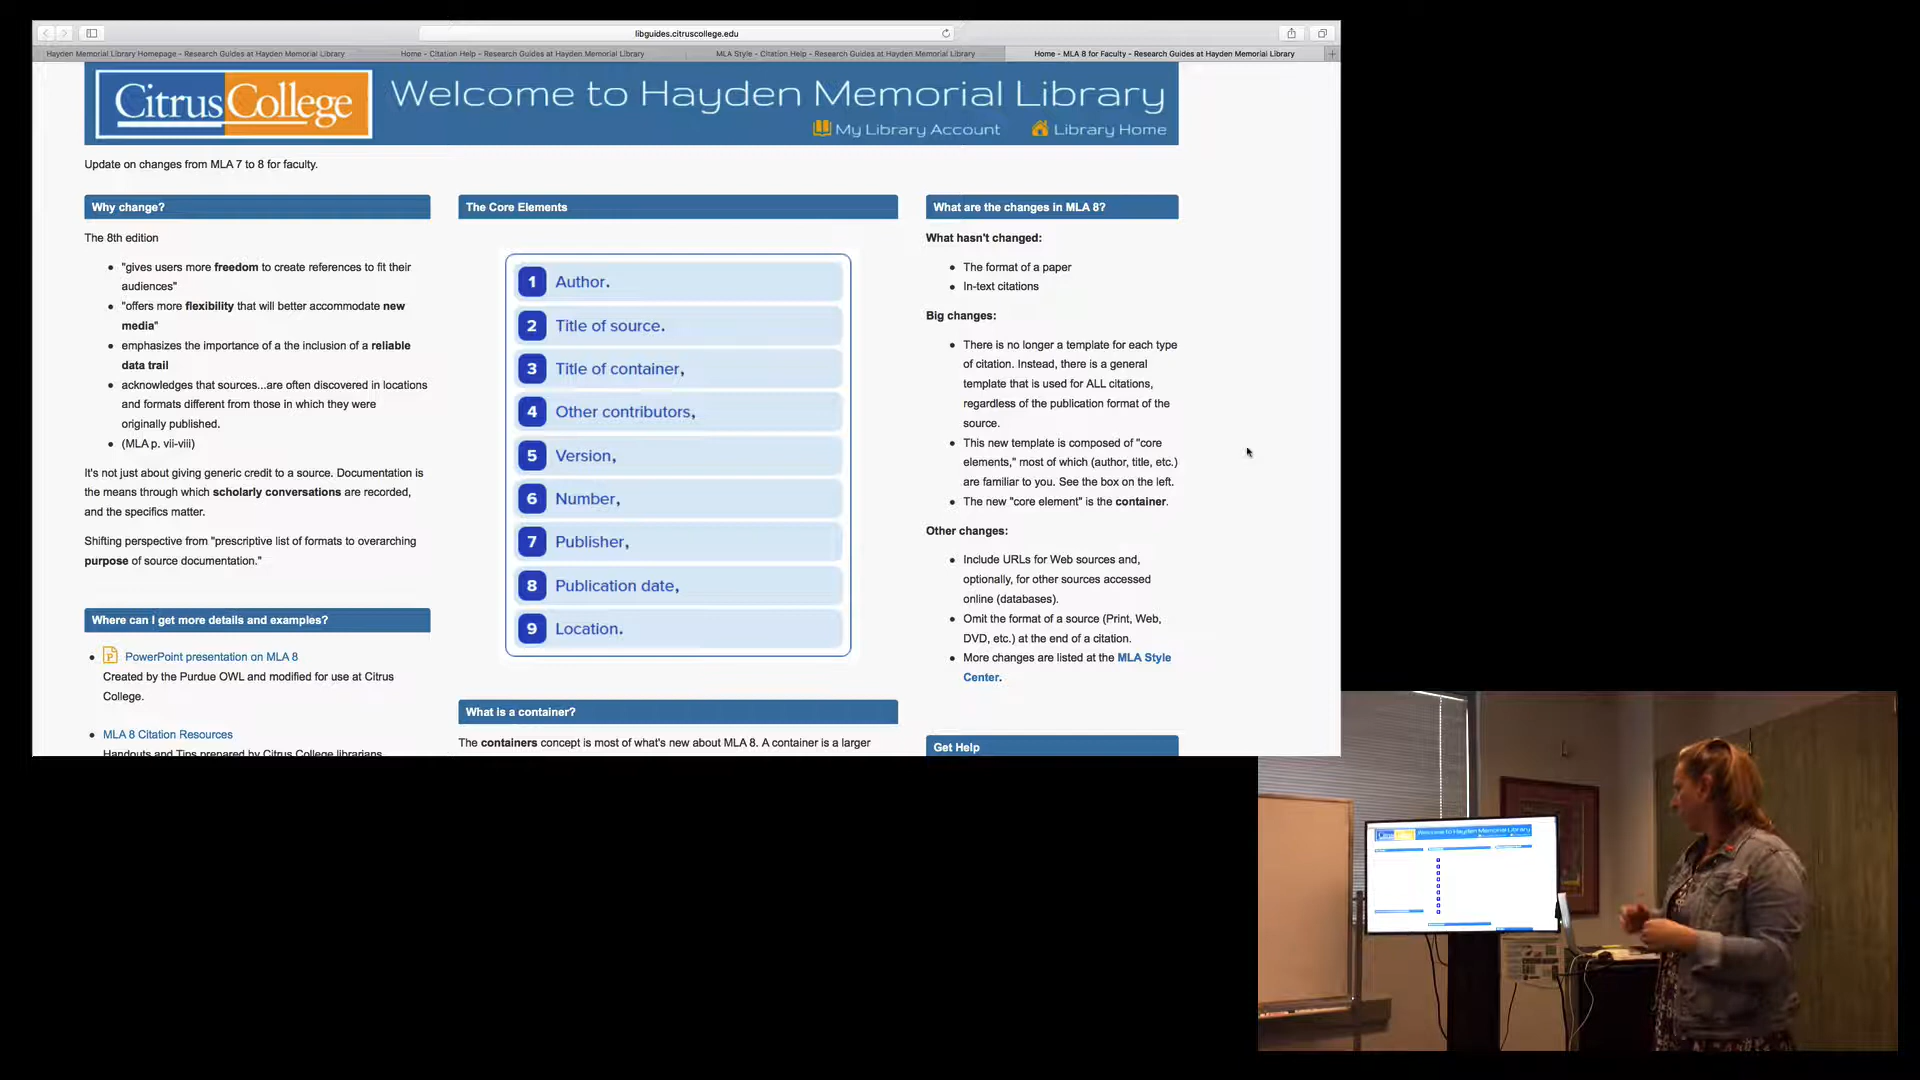 libguides.citruscollege.edu
Hayden Memorial Library Homepage - Research Guides at Hayden Memorial Library
Home - Citation Help - Research Guides at Hayden Memorial Library
MLA Style - Citation Help - Research Guides at Hayden Memorial Library
Home - MLA 8 for Faculty - Research Guides at Hayden Memorial Library
CitrusCollege
Welcome to Hayden Memorial Library
My Library Account
Library Home
Update on changes from MLA 7 to 8 for faculty.
Why change?
The 8th edition
"gives users more freedom to create references to fit their
audiences"
"offers more flexibility that will better accommodate new
media"
emphasizes the importance of a the inclusion of a reliable
data trail
acknowledges that sources...are often discovered in locations
and formats different from those in which they were
originally published.
(MLA p. vii-viii)
It's not just about giving generic credit to a source. Documentation is
the means through which scholarly conversations are recorded,
and the specifics matter.
Shifting perspective from "prescriptive list of formats to overarching
purpose of source documentation."
Where can I get more details and examples?
PowerPoint presentation on MLA 8
Created by the Purdue OWL and modified for use at Citrus
College.
MLA 8 Citation Resources
Handouts and Tips prepared by Citrus College librarians
The Core Elements
1 Author.
2 Title of source.
3 Title of container,
4 Other contributors,
5 Version,
6 Number,
7 Publisher,
8 Publication date,
9 Location.
What is a container?
The containers concept is most of what's new about MLA 8. A container is a larger
What are the changes in MLA 8?
What hasn't changed:
The format of a paper
In-text citations
Big changes:
There is no longer a template for each type
of citation. Instead, there is a general
template that is used for ALL citations,
regardless of the publication format of the
source.
This new template is composed of "core
elements," most of which (author, title, etc.)
are familiar to you. See the box on the left.
The new "core element" is the container.
Other changes:
Include URLs for Web sources and,
optionally, for other sources accessed
online (databases).
Omit the format of a source (Print, Web,
DVD, etc.) at the end of a citation.
More changes are listed at the MLA Style
Center.
Get Help
Citrus College
Welcome to Hayden Memorial Library